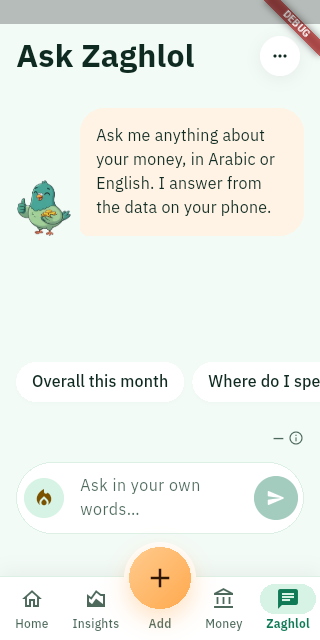 DEBUG
Ask Zaghlol
Ask me anything about
your money, in Arabic or
English. I answer from
the data on your phone.
Overall this month
Where do I spe
–
Ask in your own
words...
Home
Insights
Add
Money
Zaghlol